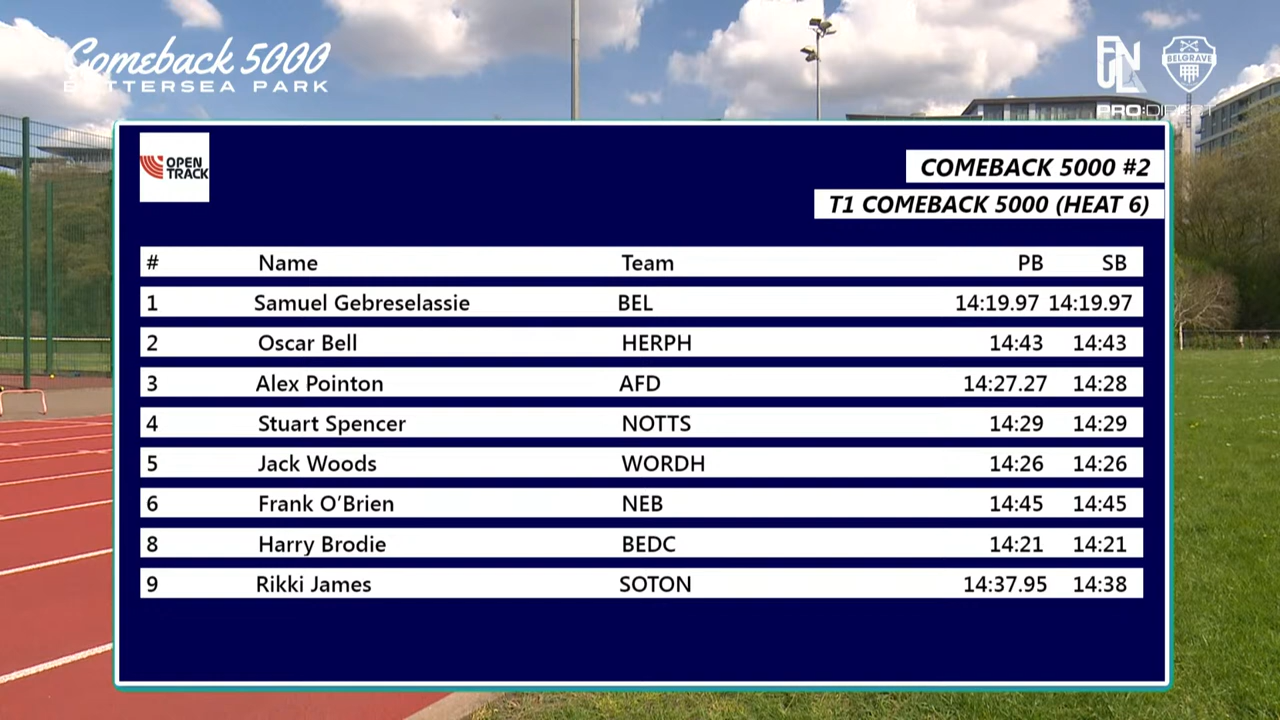 Comeback 5000
BATTERSEA PARK
BELGRAVE
PRO:DIRECT
OPEN
TRACK
COMEBACK 5000 #2
T1 COMEBACK 5000 (HEAT 6)
# Name Team PB SB
1 Samuel Gebreselassie BEL 14:19.97 14:19.97
2 Oscar Bell HERPH 14:43 14:43
3 Alex Pointon AFD 14:27.27 14:28
4 Stuart Spencer NOTTS 14:29 14:29
5 Jack Woods WORDH 14:26 14:26
6 Frank O’Brien NEB 14:45 14:45
8 Harry Brodie BEDC 14:21 14:21
9 Rikki James SOTON 14:37.95 14:38